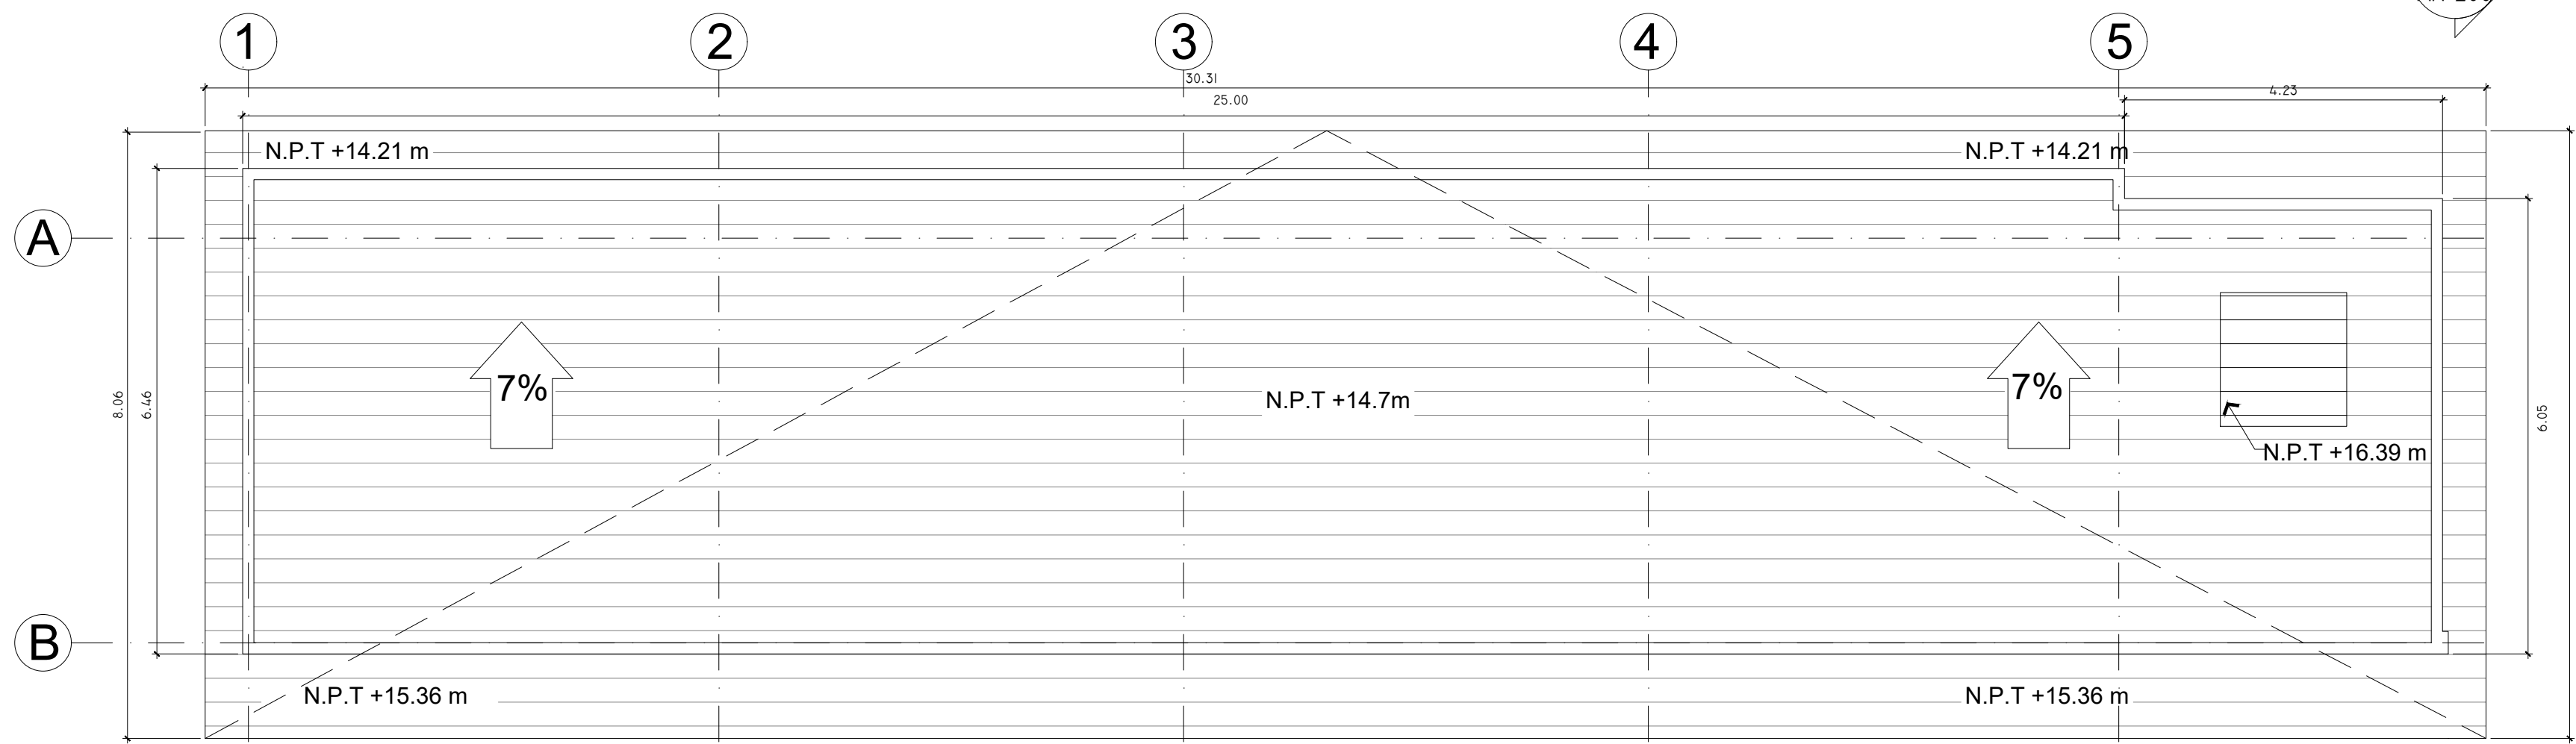 1 2 3 4 5
30.31
25.00
4.23
N.P.T +14.21 m
N.P.T +14.21 m
A
7%
7%
8.06
6.46
N.P.T +14.7m
6.05
N.P.T +16.39 m
B
N.P.T +15.36 m
N.P.T +15.36 m